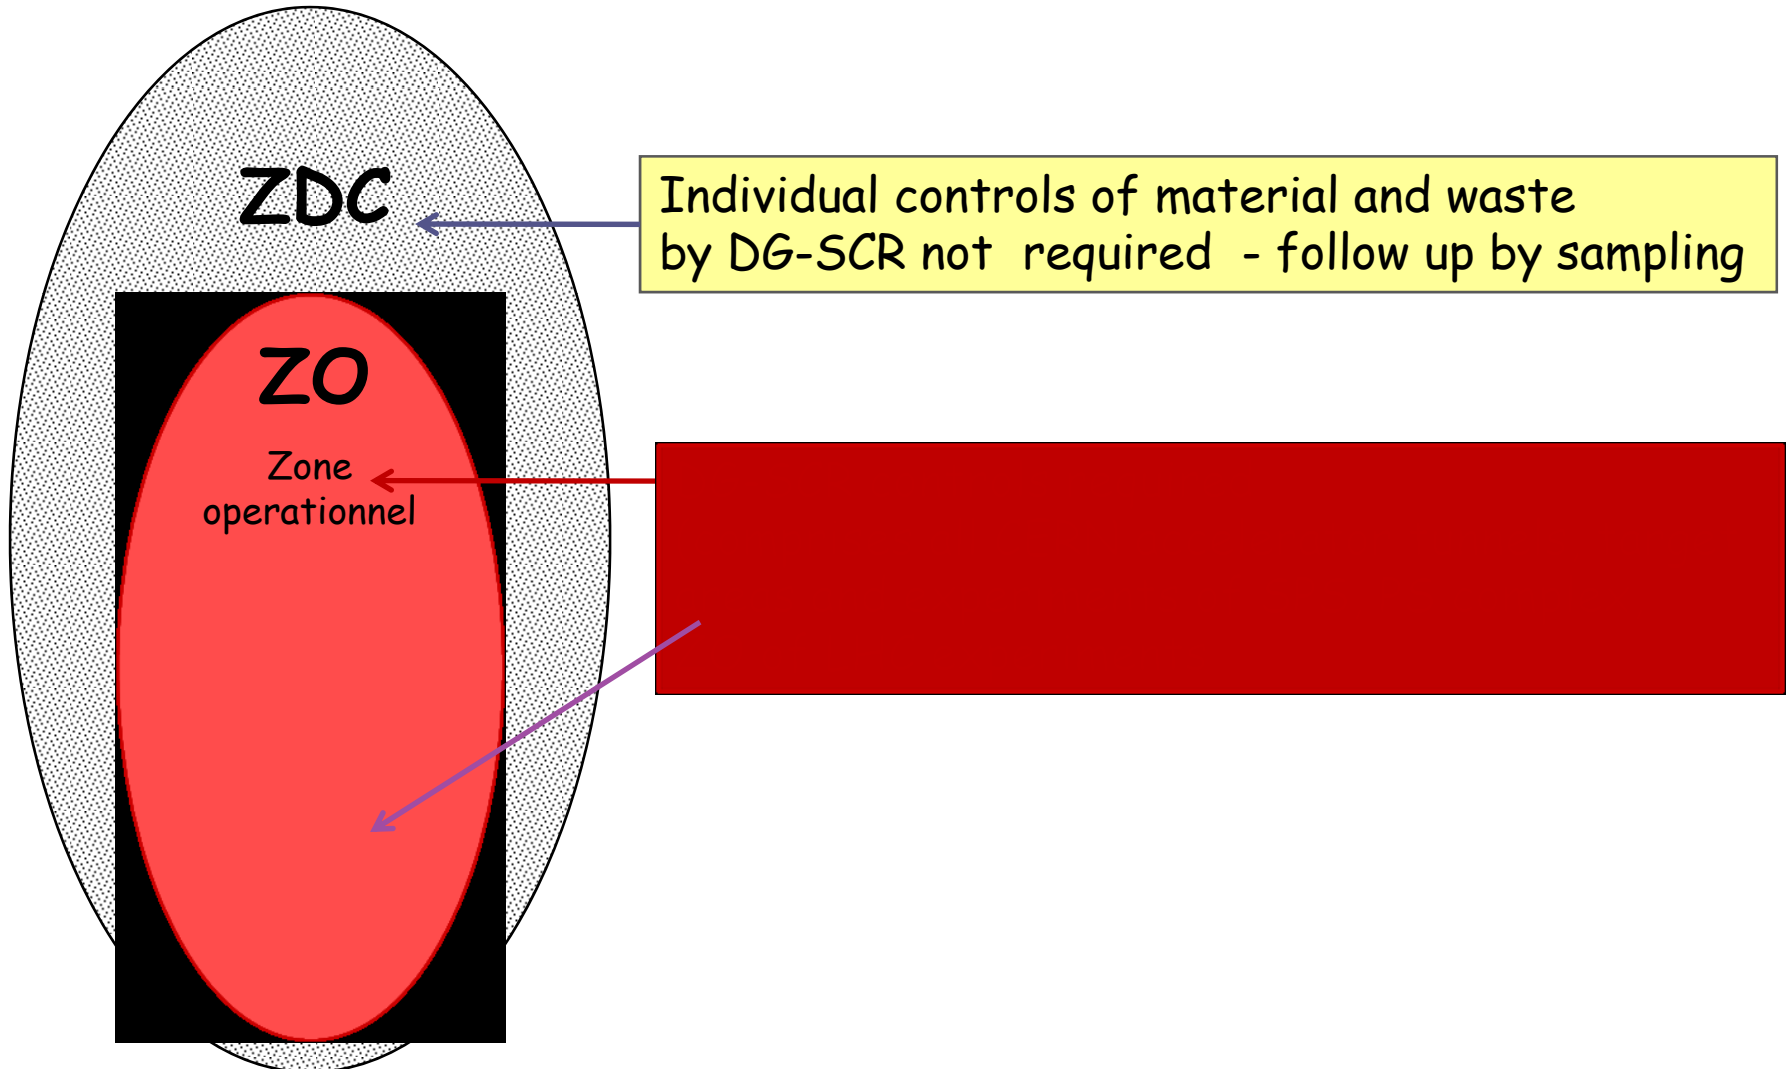 ZDC
Individual controls of material and waste
by DG-SCR not required - follow up by sampling
ZO
Zone
operationnel